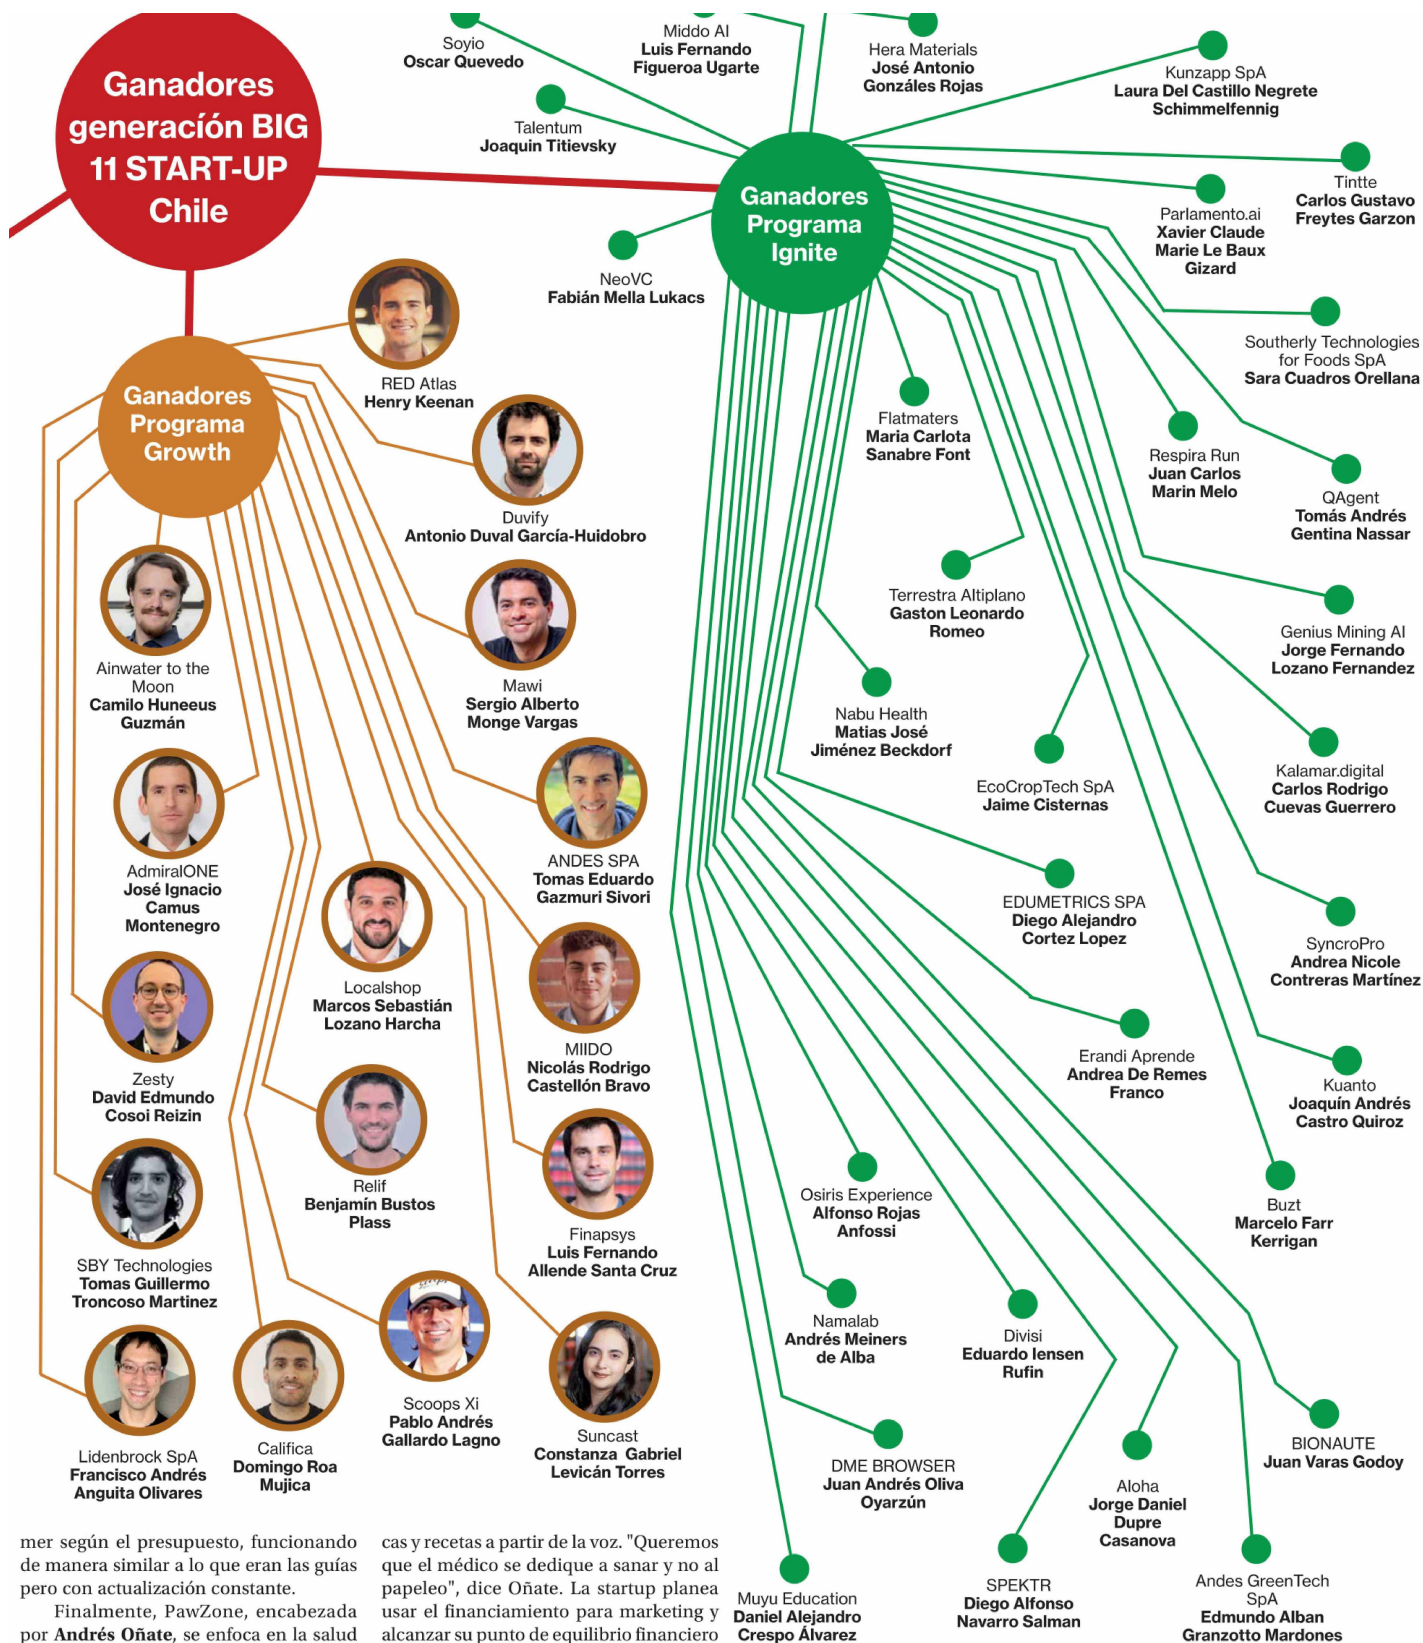 Ganadores
generacíón BIG
11 START-UP
Chile
Soyio
Oscar Quevedo
Middo AI
Luis Fernando
Figueroa Ugarte
Hera Materials
José Antonio
Gonzáles Rojas
Kunzapp SpA
Laura Del Castillo Negrete
Schimmelfennig
Talentum
Joaquin Titievsky
Tintte
Carlos Gustavo
Freytes Garzon
Ganadores
Programa
Ignite
Parlamento.ai
Xavier Claude
Marie Le Baux
Gizard
NeoVC
Fabián Mella Lukacs
Southerly Technologies
for Foods SpA
Sara Cuadros Orellana
Ganadores
Programa
Growth
RED Atlas
Henry Keenan
Flatmaters
Maria Carlota
Sanabre Font
Respira Run
Juan Carlos
Marin Melo
QAgent
Tomás Andrés
Gentina Nassar
Duvify
Antonio Duval García-Huidobro
Terrestra Altiplano
Gaston Leonardo
Romeo
Genius Mining AI
Jorge Fernando
Lozano Fernandez
Ainwater to the
Moon
Camilo Huneeus
Guzmán
Mawi
Sergio Alberto
Monge Vargas
Nabu Health
Matias José
Jiménez Beckdorf
EcoCropTech SpA
Jaime Cisternas
Kalamar.digital
Carlos Rodrigo
Cuevas Guerrero
AdmiralONE
José Ignacio
Camus
Montenegro
ANDES SPA
Tomas Eduardo
Gazmuri Sivori
EDUMETRICS SPA
Diego Alejandro
Cortez Lopez
SyncroPro
Andrea Nicole
Contreras Martínez
Localshop
Marcos Sebastián
Lozano Harcha
MIIDO
Nicolás Rodrigo
Castellón Bravo
Erandi Aprende
Andrea De Remes
Franco
Kuanto
Joaquín Andrés
Castro Quiroz
Zesty
David Edmundo
Cosoi Reizin
Relif
Benjamín Bustos
Plass
Osiris Experience
Alfonso Rojas
Anfossi
Buzt
Marcelo Farr
Kerrigan
SBY Technologies
Tomas Guillermo
Troncoso Martinez
Finapsys
Luis Fernando
Allende Santa Cruz
Namalab
Andrés Meiners
de Alba
Divisi
Eduardo Iensen
Rufin
Lidenbrock SpA
Francisco Andrés
Anguita Olivares
Califica
Domingo Roa
Mujica
Scoops Xi
Pablo Andrés
Gallardo Lagno
Suncast
Constanza Gabriel
Levicán Torres
DME BROWSER
Juan Andrés Oliva
Oyarzún
BIONAUTE
Juan Varas Godoy
Aloha
Jorge Daniel
Dupre
Casanova
Muyu Education
Daniel Alejandro
Crespo Álvarez
SPEKTR
Diego Alfonso
Navarro Salman
Andes GreenTech
SpA
Edmundo Alban
Granzotto Mardones
mer según el presupuesto, funcionando
de manera similar a lo que eran las guías
pero con actualización constante.
Finalmente, PawZone, encabezada
por Andrés Oñate, se enfoca en la salud
cas y recetas a partir de la voz. "Queremos
que el médico se dedique a sanar y no al
papeleo", dice Oñate. La startup planea
usar el financiamiento para marketing y
alcanzar su punto de equilibrio financiero